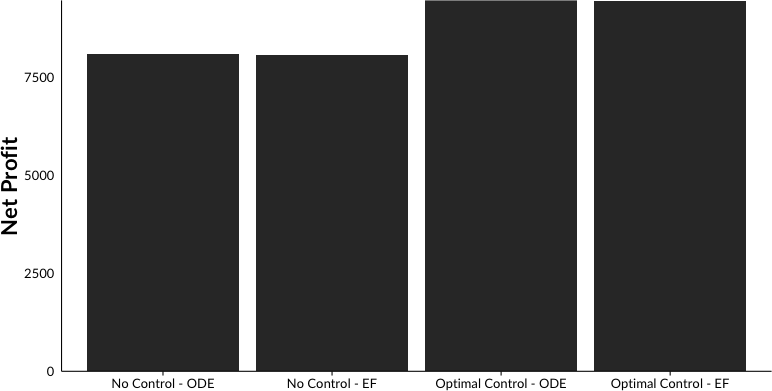 Net Profit
7500
5000
2500
0
No Control - ODE
No Control - EF
Optimal Control - ODE
Optimal Control - EF